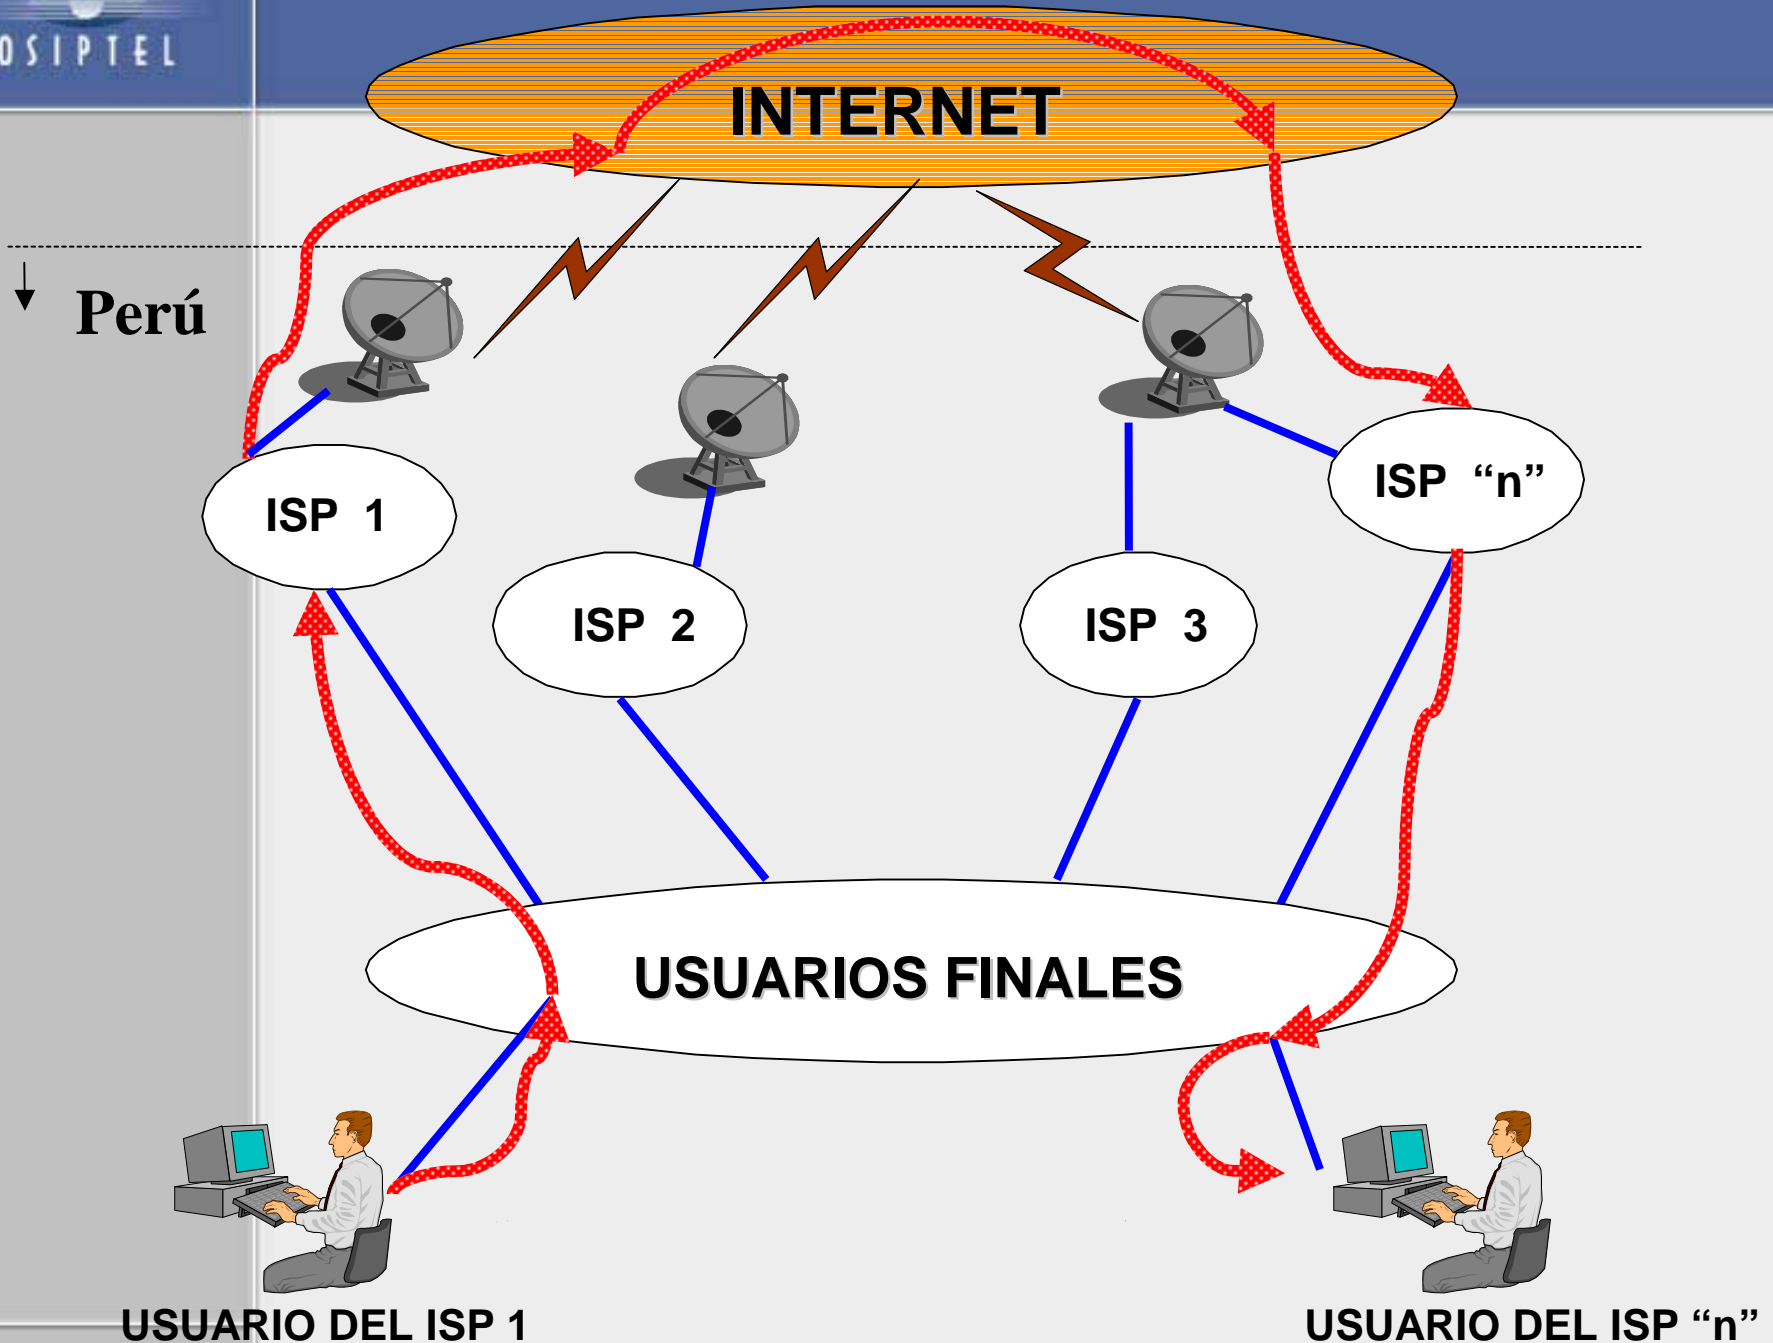 OSIPTEL
INTERNET
Perú
ISP 1
ISP “n”
ISP 2
ISP 3
USUARIOS FINALES
USUARIO DEL ISP 1
USUARIO DEL ISP “n”